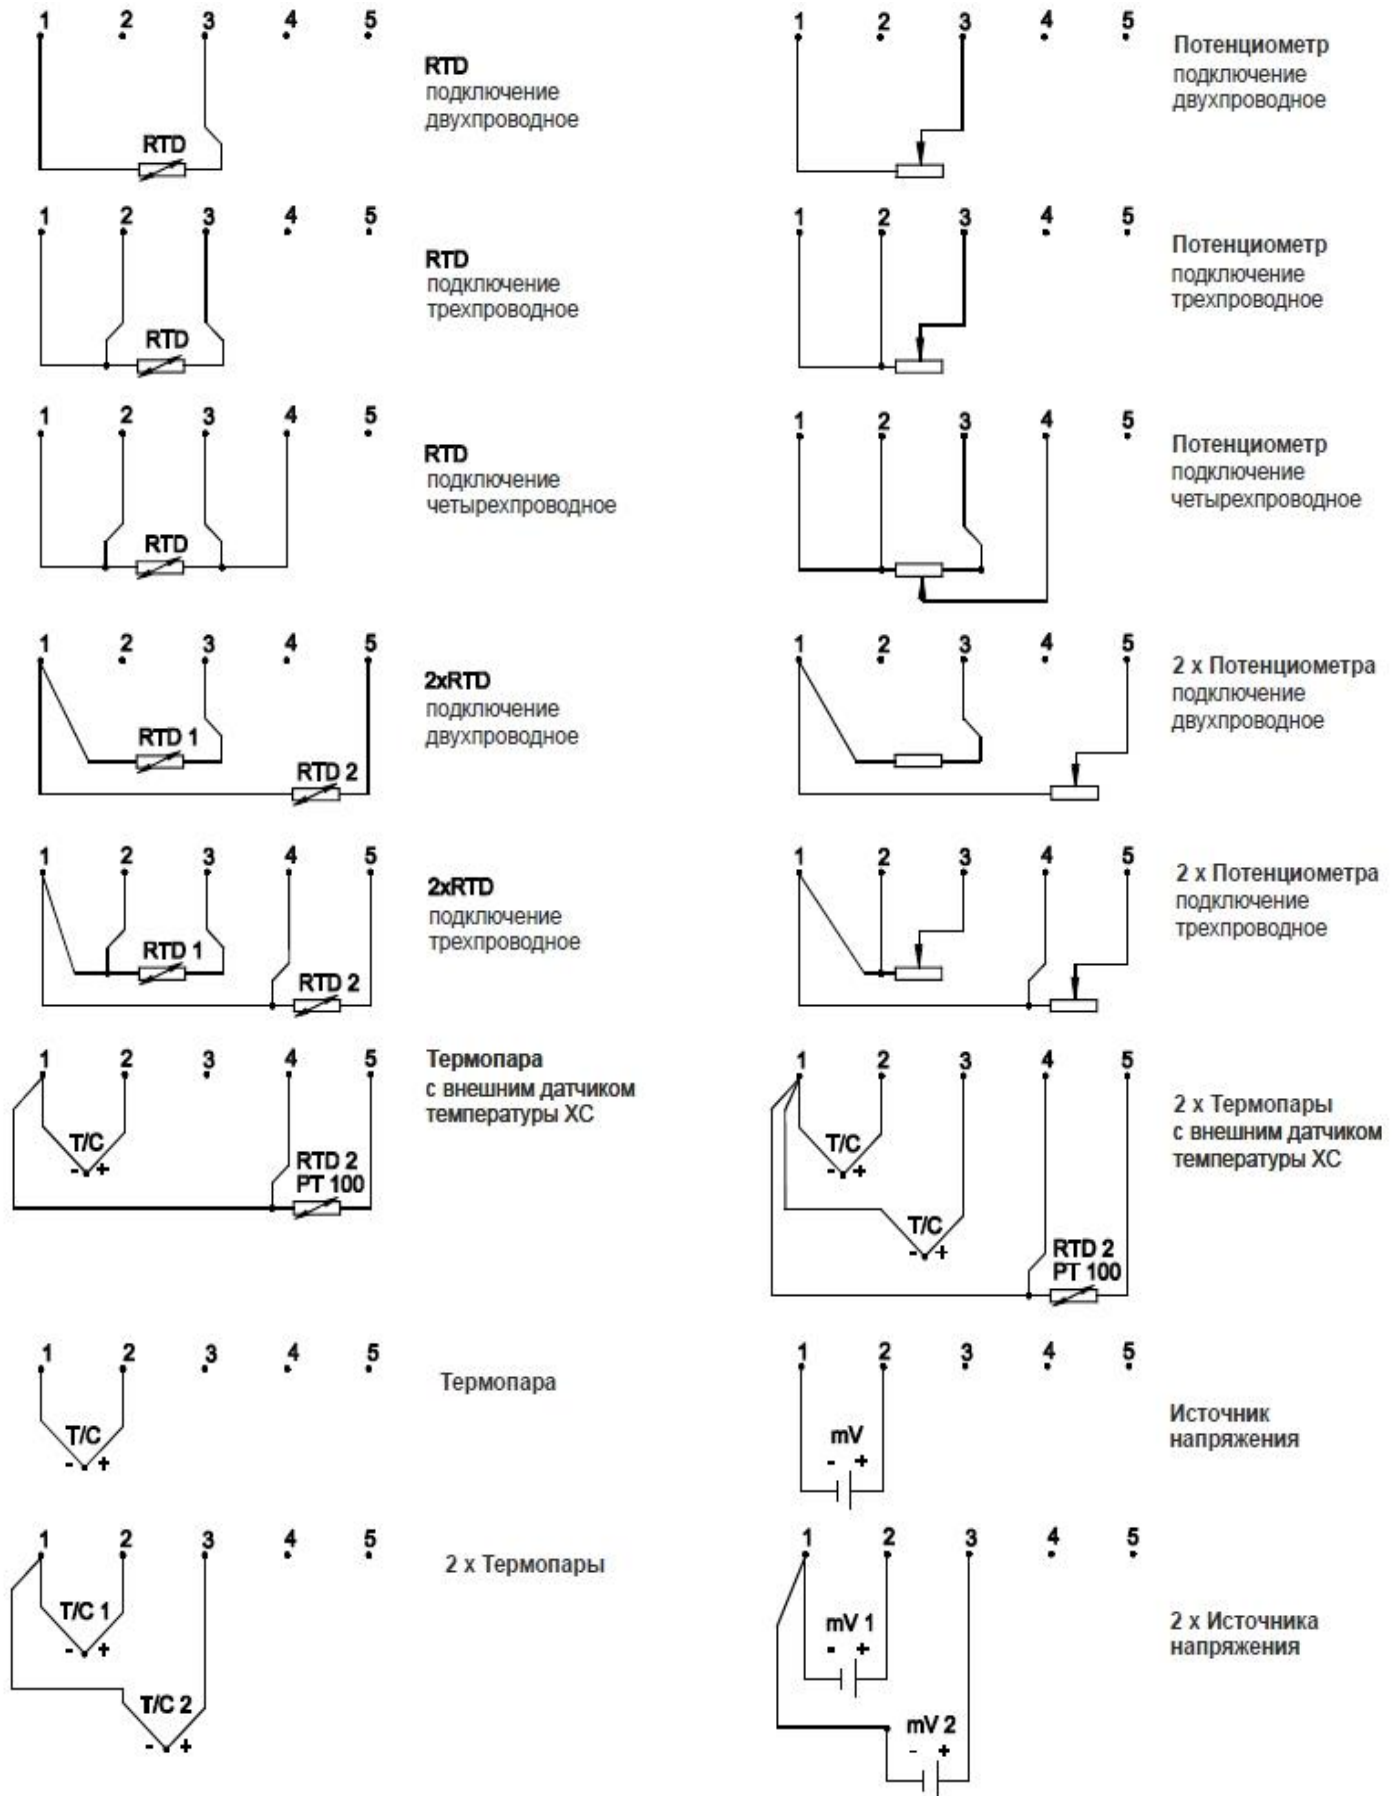 1 2 3 4 5
RTD
подключение
двухпроводное
RTD
1 2 3 4 5
Потенциометр
подключение
двухпроводное
1 2 3 4 5
RTD
подключение
трехпроводное
RTD
1 2 3 4 5
Потенциометр
подключение
трехпроводное
1 2 3 4 5
RTD
подключение
четырехпроводное
RTD
1 2 3 4 5
Потенциометр
подключение
четырехпроводное
1 2 3 4 5
2xRTD
подключение
двухпроводное
RTD 1
RTD 2
1 2 3 4 5
2 x Потенциометра
подключение
двухпроводное
1 2 3 4 5
2xRTD
подключение
трехпроводное
RTD 1
RTD 2
1 2 3 4 5
2 x Потенциометра
подключение
трехпроводное
1 2 3 4 5
Термопара
с внешним датчиком
температуры ХС
T/C
- +
RTD 2
PT 100
1 2 3 4 5
2 x Термопары
с внешним датчиком
температуры ХС
T/C
- +
T/C
- +
RTD 2
PT 100
1 2 3 4 5
Термопара
T/C
- +
1 2 3 4 5
Источник
напряжения
mV
- +
1 2 3 4 5
2 x Термопары
T/C 1
- +
T/C 2
- +
1 2 3 4 5
2 x Источника
напряжения
mV 1
- +
mV 2
- +